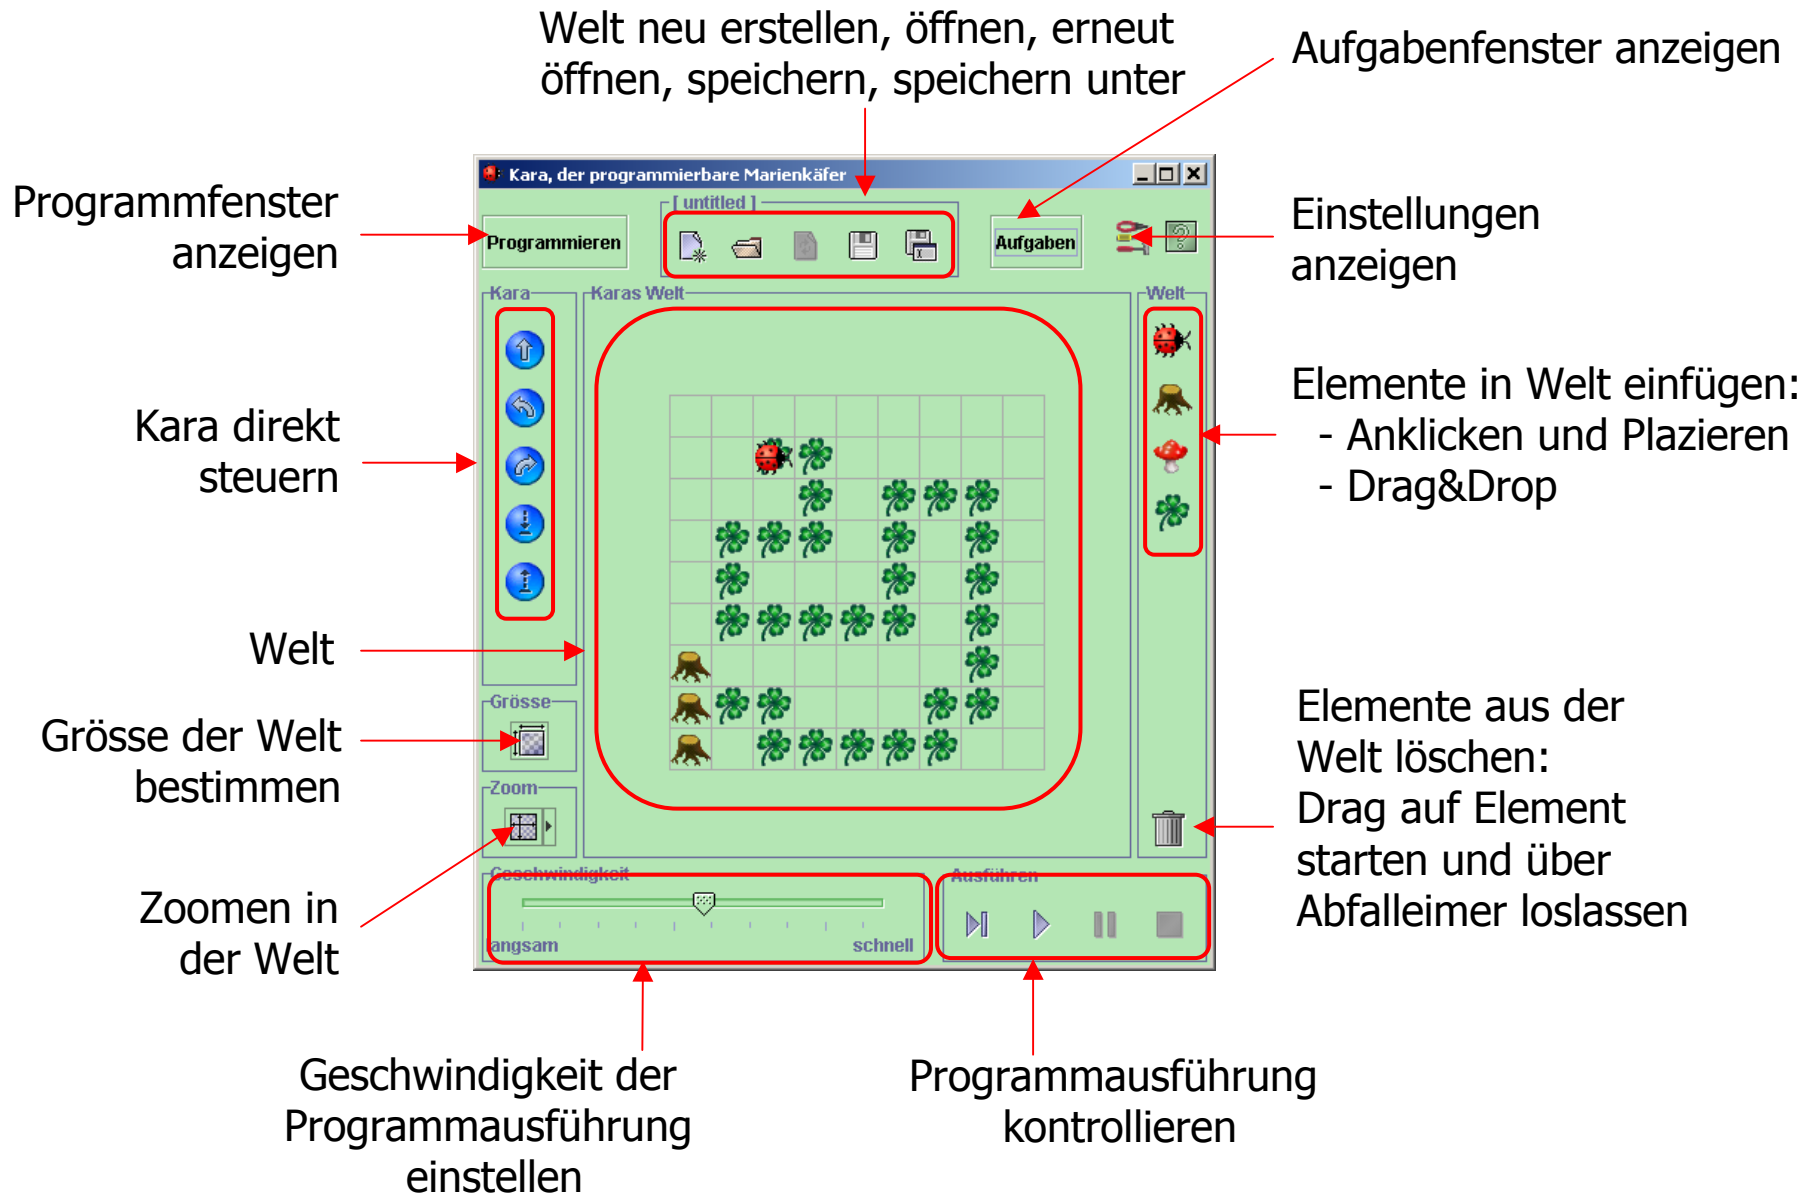 Welt neu erstellen, öffnen, erneut
öffnen, speichern, speichern unter
Aufgabenfenster anzeigen
Kara, der programmierbare Marienkäfer
Programmfenster
anzeigen
[ untitled ]
Programmieren
Aufgaben
Einstellungen
anzeigen
Kara
Karas Welt
Welt
Elemente in Welt einfügen:
- Anklicken und Plazieren
- Drag&Drop
Kara direkt
steuern
Welt
Grösse
Grösse der Welt
bestimmen
Elemente aus der
Welt löschen:
Drag auf Element
starten und über
Abfalleimer loslassen
Zoom
Zoomen in
der Welt
Geschwindigkeit
langsam
schnell
Ausführen
Geschwindigkeit der
Programmausführung
einstellen
Programmausführung
kontrollieren